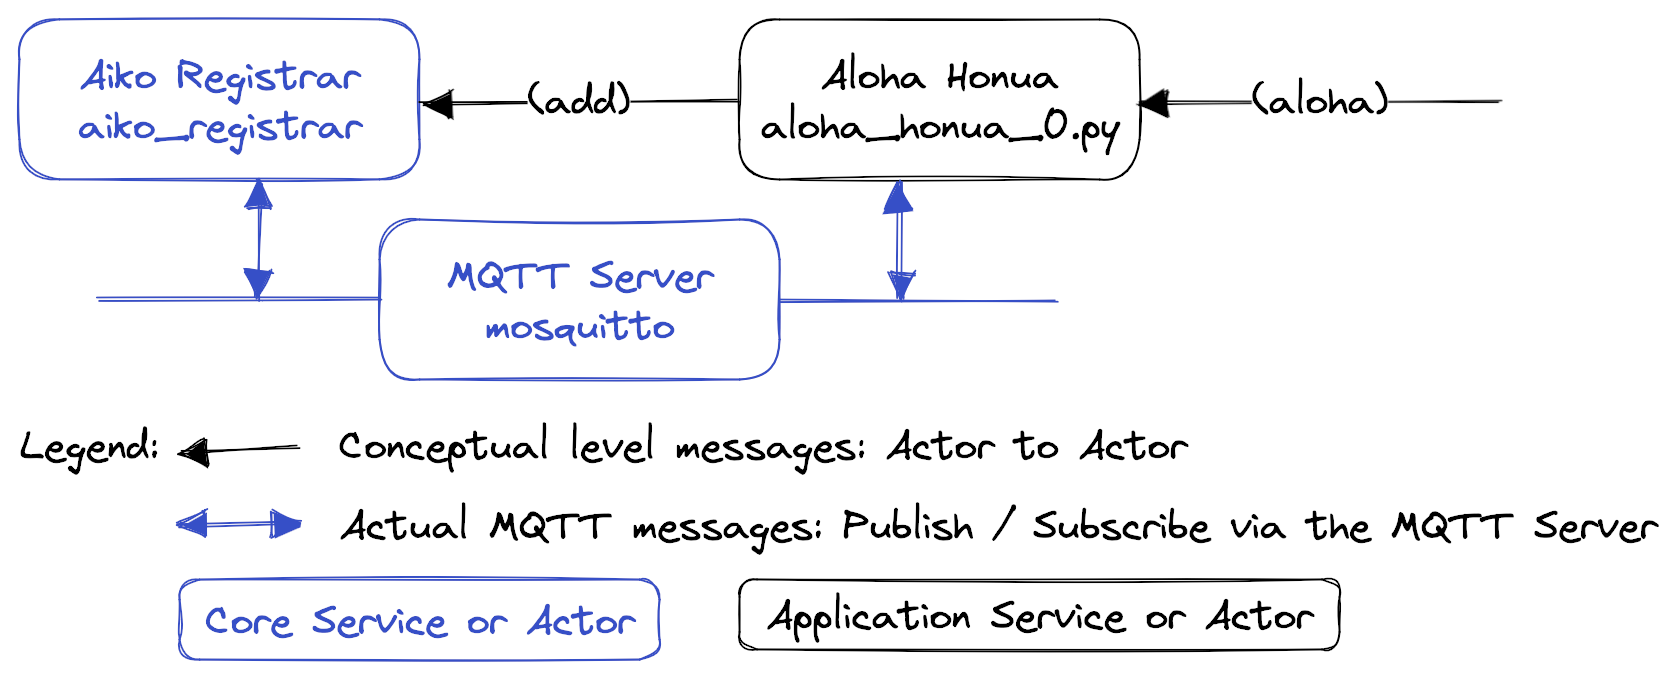 Aiko Registrar
aiko_registrar
(add)
Aloha Honua
aloha_honua_0.py
(aloha)
MQTT Server
mosquitto
Legend:
Conceptual level messages: Actor to Actor
Actual MQTT messages: Publish / Subscribe via the MQTT Server
Core Service or Actor
Application Service or Actor